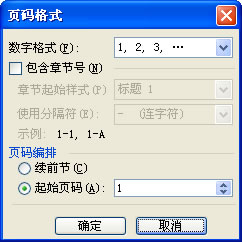 页码格式
数字格式(F): 1, 2, 3, …
包含章节号(N)
章节起始样式(P) 标题 1
使用分隔符(E): - (连字符)
示例: 1-1, 1-A
页码编排
续前节(C)
起始页码(A): 1
确定 取消